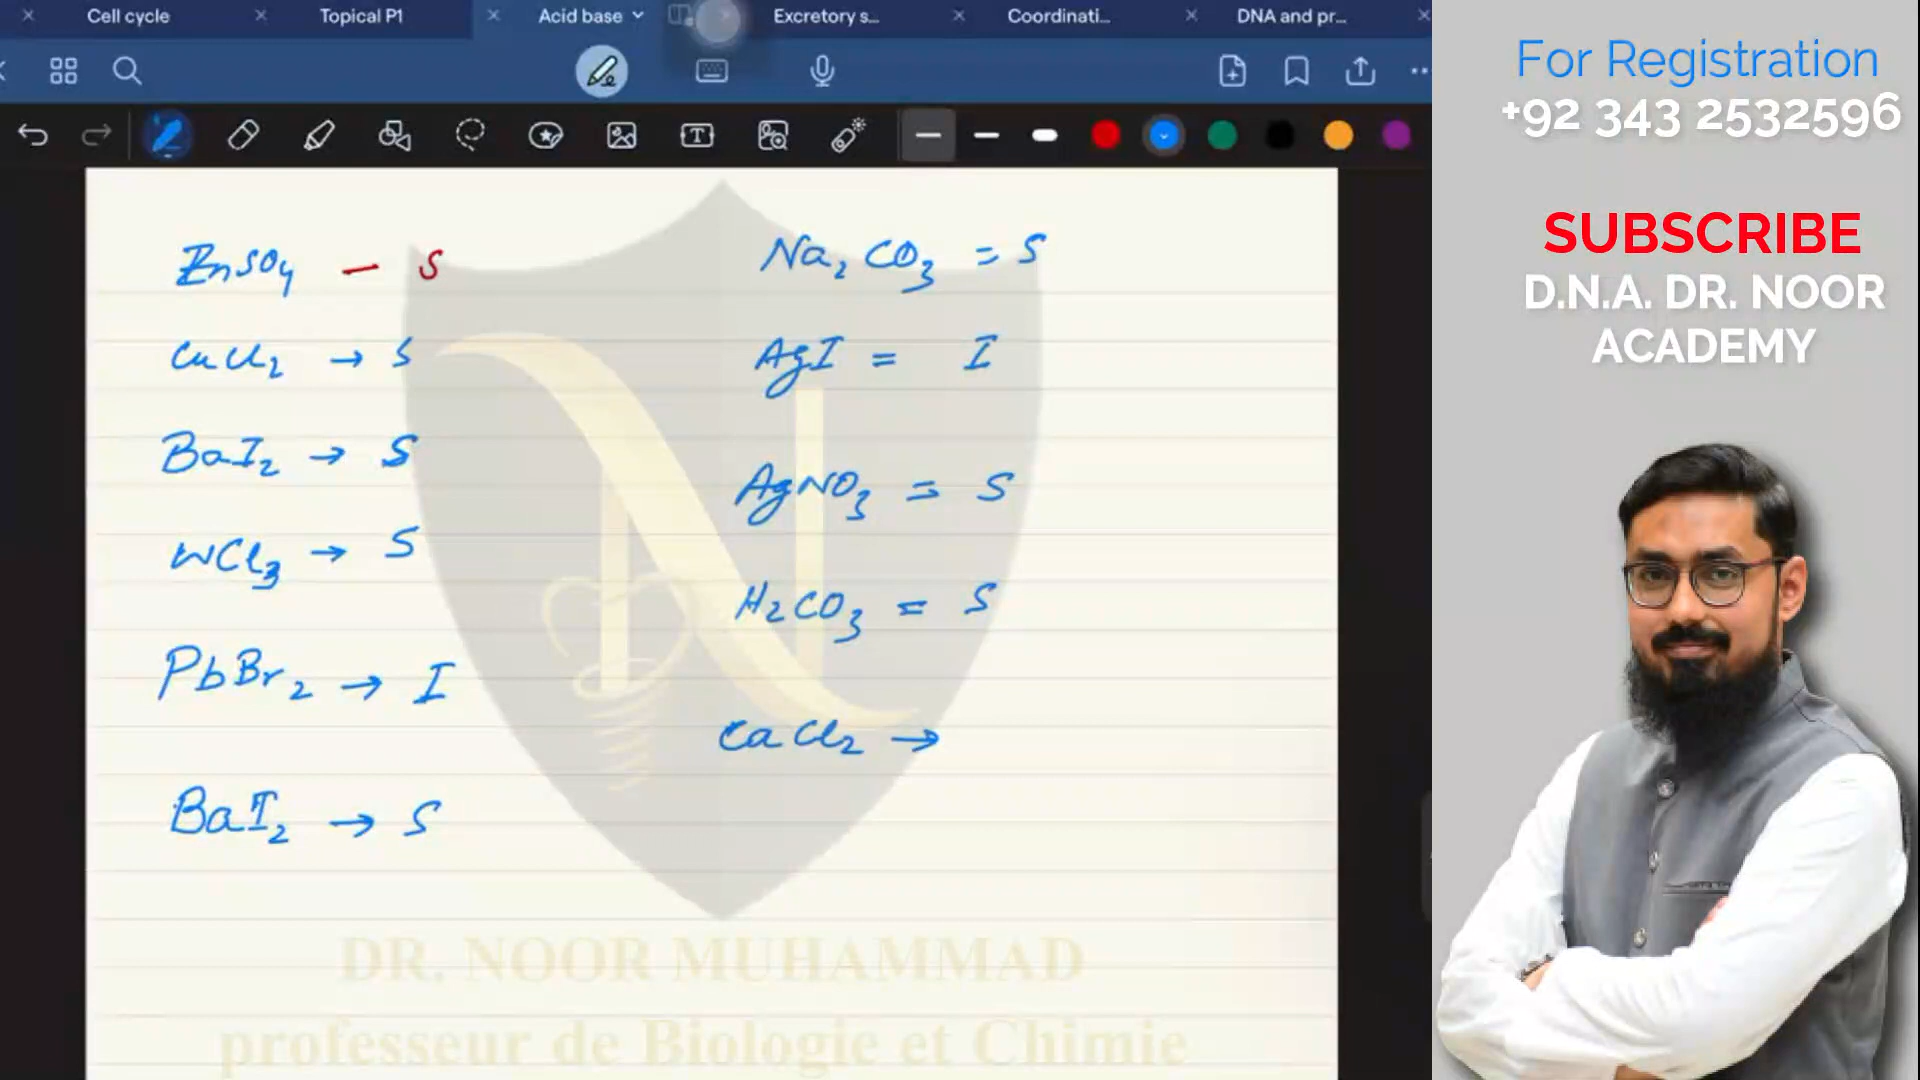 Cell cycle
Topical P1
Acid base
Excretory s...
Coordinati...
DNA and pr...
ZnSO4 — S
CuCl2 → S
BaI2 → S
WCl3 → S
PbBr2 → I
BaI2 → S
Na2CO3 = S
AgI = I
AgNO3 = S
H2CO3 = S
CaCl2 →
DR. NOOR MUHAMMAD
professeur de Biologie et Chimie
For Registration
+92 343 2532596
SUBSCRIBE
D.N.A. DR. NOOR
ACADEMY